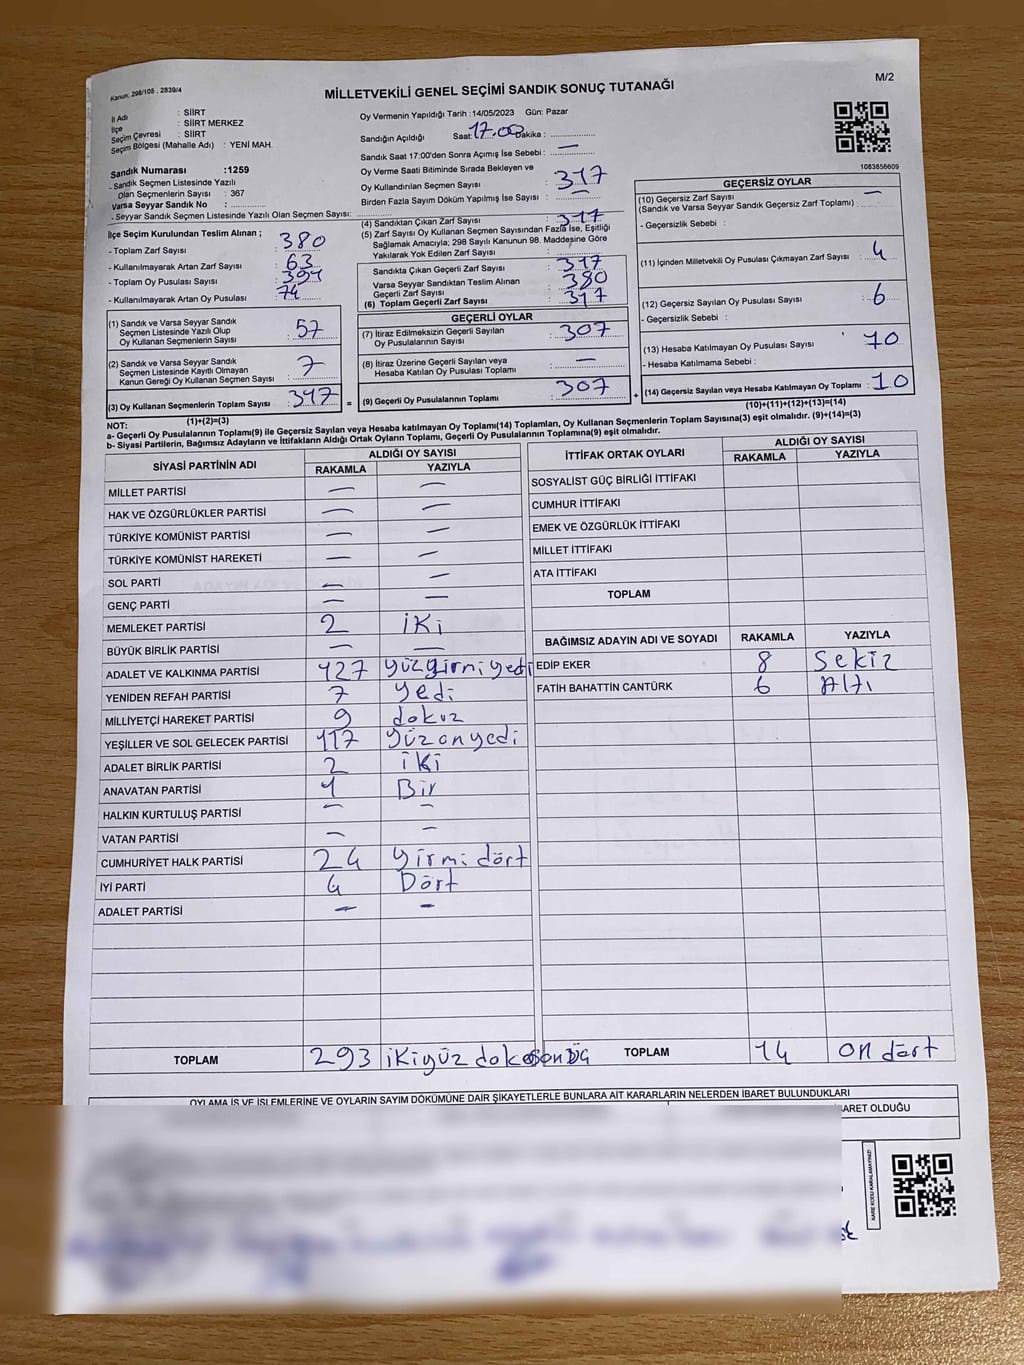 Kanun: 298/105 , 2839/4
MİLLETVEKİLİ GENEL SEÇİMİ SANDIK SONUÇ TUTANAĞI
M/2
İl Adı : SİİRT
İlçe : SİİRT MERKEZ
Seçim Çevresi : SİİRT
Seçim Bölgesi (Mahalle Adı) : YENİ MAH.
Sandık Numarası :1259
- Sandık Seçmen Listesinde Yazılı
Olan Seçmenlerin Sayısı : 367
Varsa Seyyar Sandık No :
- Seyyar Sandık Seçmen Listesinde Yazılı Olan Seçmen Sayısı:
Oy Vermenin Yapıldığı Tarih :14/05/2023 Gün: Pazar
Sandığın Açıldığı Saat: 17.00 Dakika :
Sandık Saat 17:00'den Sonra Açımış İse Sebebi : —
Oy Verme Saati Bitiminde Sırada Bekleyen ve
Oy Kullandırılan Seçmen Sayısı : 317
Birden Fazla Sayım Döküm Yapılmış İse Sayısı : —
1083656609
İlçe Seçim Kurulundan Teslim Alınan ;
- Toplam Zarf Sayısı : 380
- Kullanılmayarak Artan Zarf Sayısı : 63
- Toplam Oy Pusulası Sayısı : 391
- Kullanılmayarak Artan Oy Pusulası : 74
(4) Sandıktan Çıkan Zarf Sayısı : 317
(5) Zarf Sayısı Oy Kullanan Seçmen Sayısından Fazla İse, Eşitliği
Sağlamak Amacıyla; 298 Sayılı Kanunun 98. Maddesine Göre
Yakılarak Yok Edilen Zarf Sayısı :
Sandıkta Çıkan Geçerli Zarf Sayısı : 317
Varsa Seyyar Sandıktan Teslim Alınan
Geçerli Zarf Sayısı : 380
(6) Toplam Geçerli Zarf Sayısı : 317
GEÇERSİZ OYLAR
(10) Geçersiz Zarf Sayısı
(Sandık ve Varsa Seyyar Sandık Geçersiz Zarf Toplamı) : —
- Geçersizlik Sebebi :
(11) İçinden Milletvekili Oy Pusulası Çıkmayan Zarf Sayısı : 4
(12) Geçersiz Sayılan Oy Pusulası Sayısı : 6
- Geçersizlik Sebebi :
(13) Hesaba Katılmayan Oy Pusulası Sayısı : 10
- Hesaba Katılmama Sebebi :
(14) Geçersiz Sayılan veya Hesaba Katılmayan Oy Toplamı : 10
(10)+(11)+(12)+(13)=(14)
(1) Sandık ve Varsa Seyyar Sandık
Seçmen Listesinde Yazılı Olup
Oy Kullanan Seçmenlerin Sayısı : 57
(2) Sandık ve Varsa Seyyar Sandık
Seçmen Listesinde Kayıtlı Olmayan
Kanun Gereği Oy Kullanan Seçmen Sayısı : 7
(3) Oy Kullanan Seçmenlerin Toplam Sayısı : 317 =
(1)+(2)=(3)
GEÇERLİ OYLAR
(7) İtiraz Edilmeksizin Geçerli Sayılan
Oy Pusulalarının Sayısı : 307
(8) İtiraz Üzerine Geçerli Sayılan veya
Hesaba Katılan Oy Pusulası Toplamı : —
(9) Geçerli Oy Pusulalarının Toplamı : 307 +
NOT:
a- Geçerli Oy Pusulalarının Toplamı(9) ile Geçersiz Sayılan veya Hesaba katılmayan Oy Toplamı(14) Toplamları, Oy Kullanan Seçmenlerin Toplam Sayısına(3) eşit olmalıdır. (9)+(14)=(3)
b- Siyasi Partilerin, Bağımsız Adayların ve İttifakların Aldığı Ortak Oyların Toplamı, Geçerli Oy Pusulalarının Toplamına(9) eşit olmalıdır.
SİYASİ PARTİNİN ADI ALDIĞI OY SAYISI
RAKAMLA YAZIYLA
MİLLET PARTİSİ — —
HAK VE ÖZGÜRLÜKLER PARTİSİ — —
TÜRKİYE KOMÜNİST PARTİSİ — —
TÜRKİYE KOMÜNİST HAREKETİ — —
SOL PARTİ — —
GENÇ PARTİ — —
MEMLEKET PARTİSİ 2 iKi
BÜYÜK BİRLİK PARTİSİ — —
ADALET VE KALKINMA PARTİSİ 127 yüzyirmi yedi
YENİDEN REFAH PARTİSİ 7 yedi
MİLLİYETÇİ HAREKET PARTİSİ 9 dokuz
YEŞİLLER VE SOL GELECEK PARTİSİ 117 yüzonyedi
ADALET BİRLİK PARTİSİ 2 iKi
ANAVATAN PARTİSİ 1 Bir
HALKIN KURTULUŞ PARTİSİ — —
VATAN PARTİSİ — —
CUMHURİYET HALK PARTİSİ 24 yirmi dört
İYİ PARTİ 4 Dört
ADALET PARTİSİ — —
TOPLAM 293 iKiyüz
İTTİFAK ORTAK OYLARI ALDIĞI OY SAYISI
RAKAMLA YAZIYLA
SOSYALİST GÜÇ BİRLİĞİ İTTİFAKI
CUMHUR İTTİFAKI
EMEK VE ÖZGÜRLÜK İTTİFAKI
MİLLET İTTİFAKI
ATA İTTİFAKI
TOPLAM
BAĞIMSIZ ADAYIN ADI VE SOYADI RAKAMLA YAZIYLA
EDİP EKER 8 Sekiz
FATİH BAHATTİN CANTÜRK 6 Altı
TOPLAM 14 on dört
OYLAMA İŞ VE İŞLEMLERİNE VE OYLARIN SAYIM DÖKÜMÜNE DAİR ŞİKAYETLERLE BUNLARA AİT KARARLARIN NELERDEN İBARET BULUNDUKLARI
BARET OLDUĞU
KARE KODU KARALAMAYINIZ!